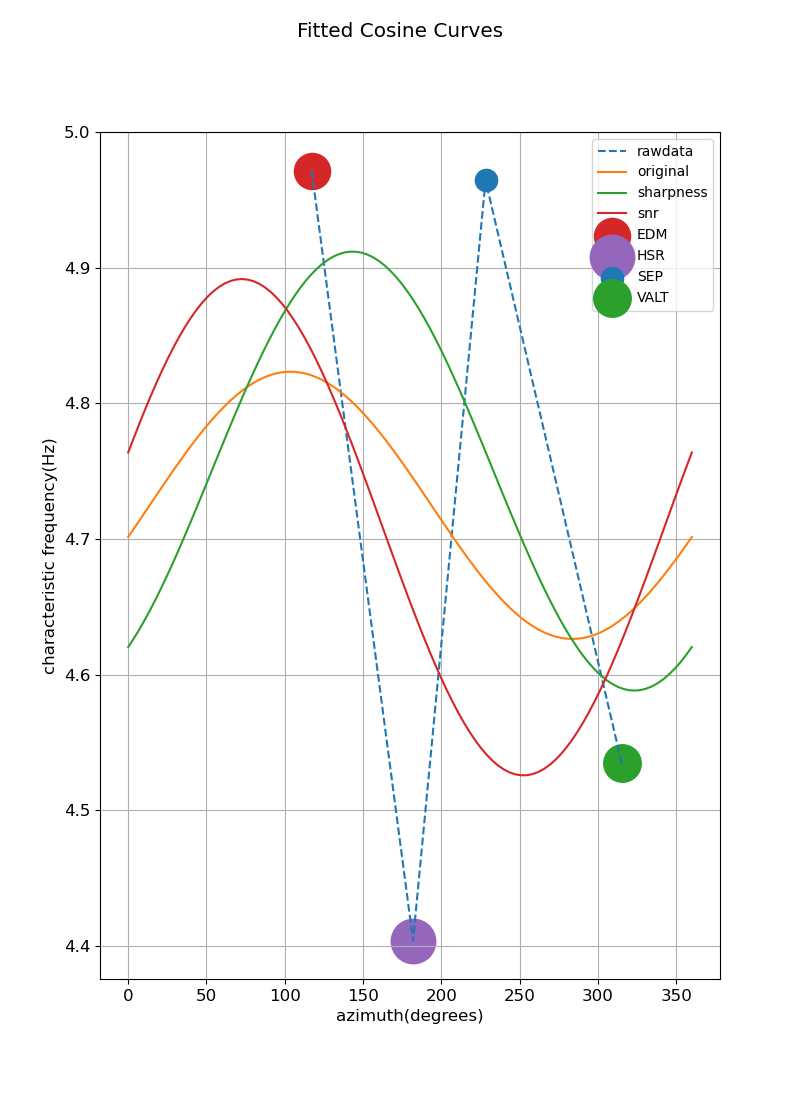 Fitted Cosine Curves
5.0
4.9
4.8
4.7
4.6
4.5
4.4
characteristic frequency(Hz)
rawdata
original
sharpness
snr
EDM
HSR
SEP
VALT
0 50 100 150 200 250 300 350
azimuth(degrees)